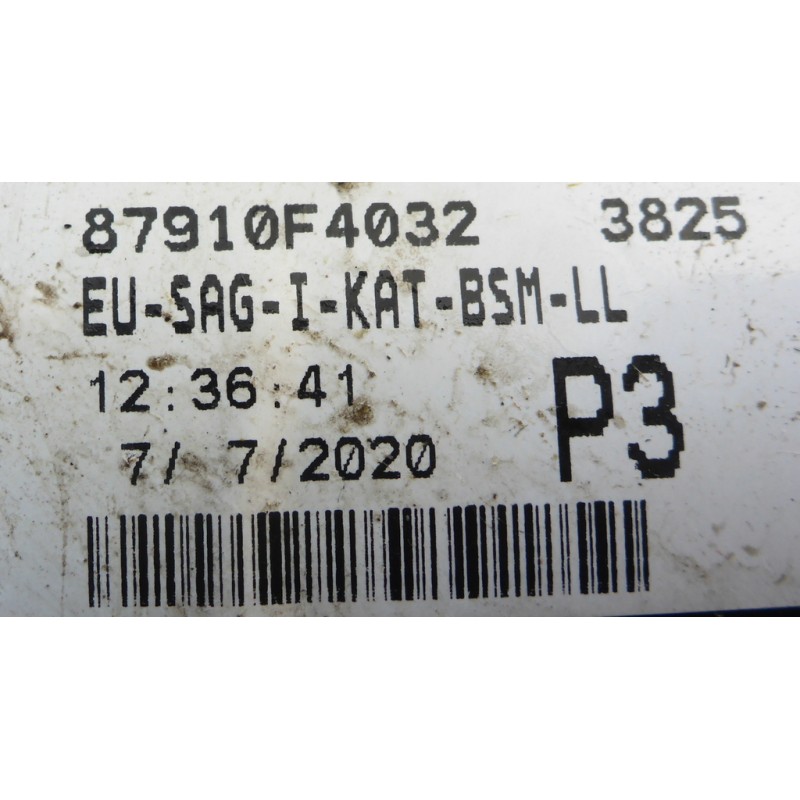 87910F4032 3825
EU-SAG-I-KAT-BSM-LL
12:36:41
P3
7/ 7/2020